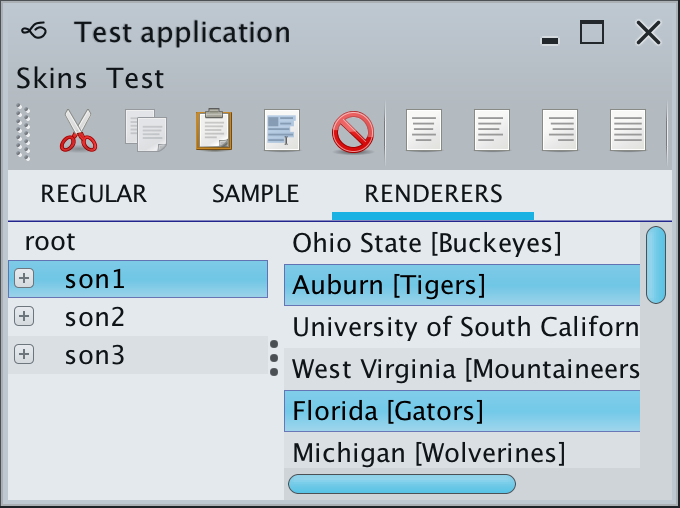 Test application
Skins Test
REGULAR SAMPLE RENDERERS
root
son1
son2
son3
Ohio State [Buckeyes]
Auburn [Tigers]
University of South Californ
West Virginia [Mountaineers
Florida [Gators]
Michigan [Wolverines]